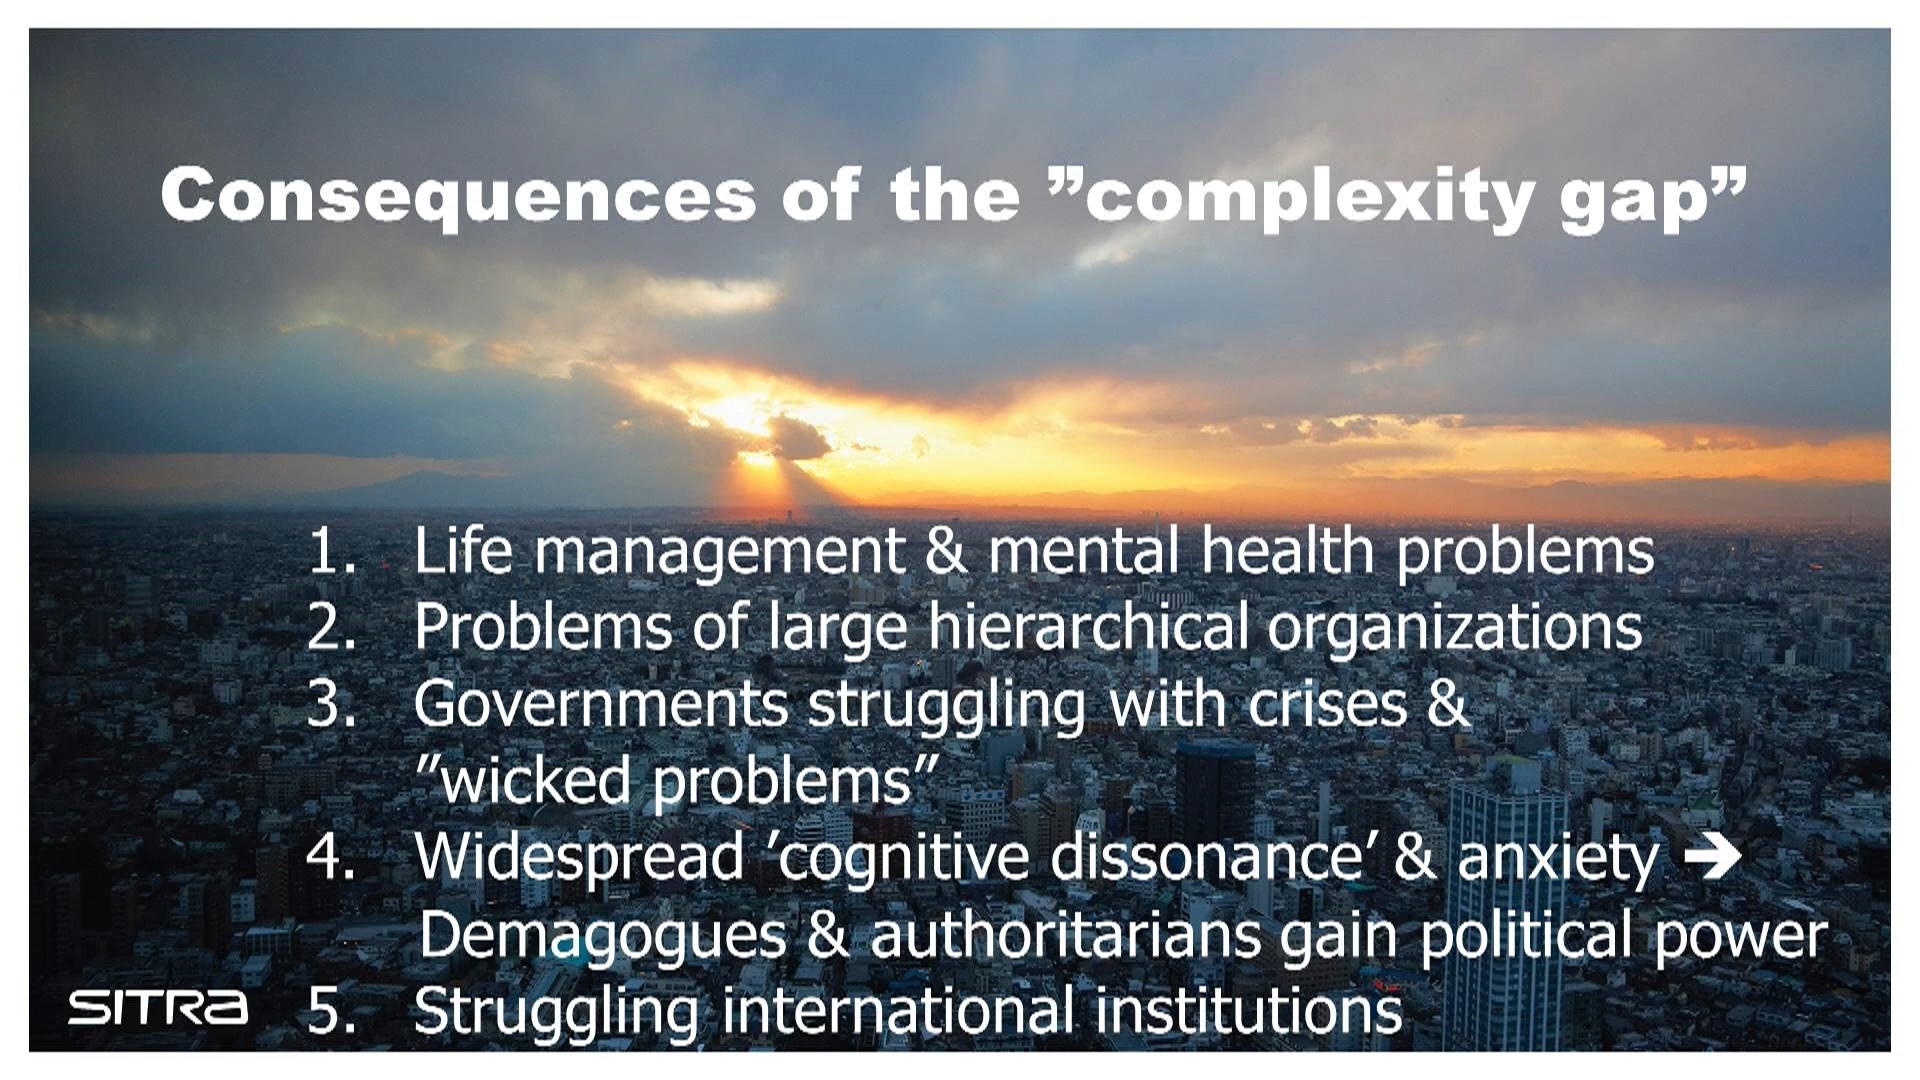 Consequences of the ”complexity gap”
1. Life management & mental health problems
2. Problems of large hierarchical organizations
3. Governments struggling with crises &
”wicked problems”
4. Widespread ’cognitive dissonance’ & anxiety ➔
Demagogues & authoritarians gain political power
5. Struggling international institutions
SITRA